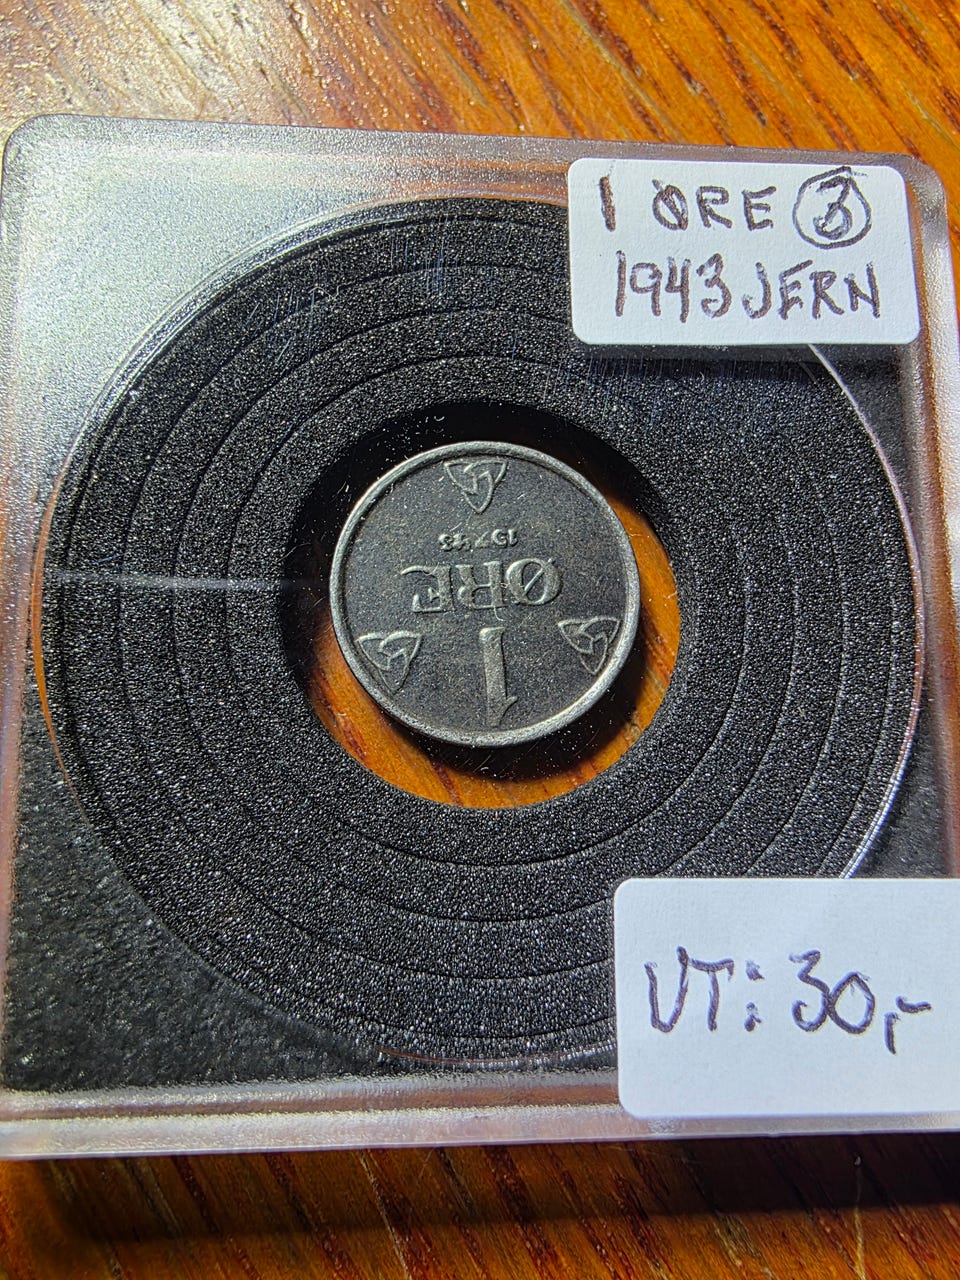 1 ØRE 3
1943 JERN
1943
ØRE
1
VT: 30,-